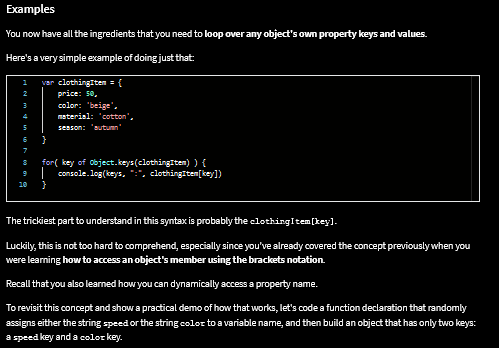 Examples
You now have all the ingredients that you need to loop over any object's own property keys and values.
Here's a very simple example of doing just that:
1 var clothingItem = {
2 price: 50,
3 color: 'beige',
4 material: 'cotton',
5 season: 'autumn'
6 }
7
8 for( key of Object.keys(clothingItem) ) {
9 console.log(keys, ":", clothingItem[key])
10 }
The trickiest part to understand in this syntax is probably the clothingItem[key].
Luckily, this is not too hard to comprehend, especially since you've already covered the concept previously when you
were learning how to access an object's member using the brackets notation.
Recall that you also learned how you can dynamically access a property name.
To revisit this concept and show a practical demo of how that works, let's code a function declaration that randomly
assigns either the string speed or the string color to a variable name, and then build an object that has only two keys:
a speed key and a color key.